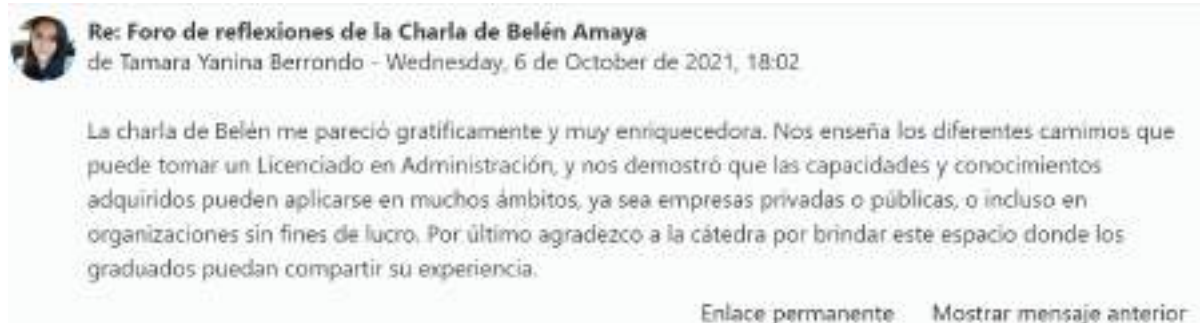 Re: Foro de reflexiones de la Charla de Belén Amaya
de Tamara Yanina Berrondo - Wednesday, 6 de October de 2021, 18:02
La charla de Belén me pareció gratificamente y muy enriquecedora. Nos enseña los diferentes camimos que
puede tomar un Licenciado en Administración, y nos demostró que las capacidades y conocimientos
adquiridos pueden aplicarse en muchos ámbitos, ya sea empresas privadas o públicas, o incluso en
organizaciones sin fines de lucro. Por último agradezco a la cátedra por brindar este espacio donde los
graduados puedan compartir su experiencia.
Enlace permanente Mostrar mensaje anterior